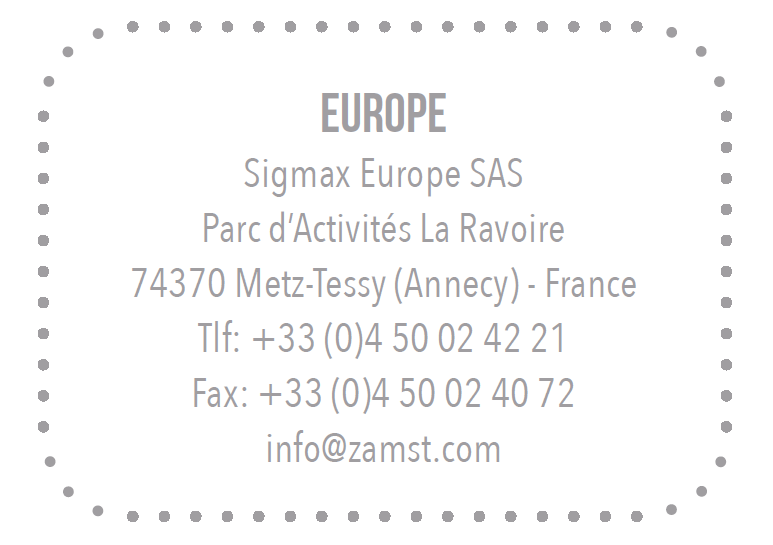 EUROPE
Sigmax Europe SAS
Parc d’Activités La Ravoire
74370 Metz-Tessy (Annecy) - France
Tlf: +33 (0)4 50 02 42 21
Fax: +33 (0)4 50 02 40 72
info@zamst.com